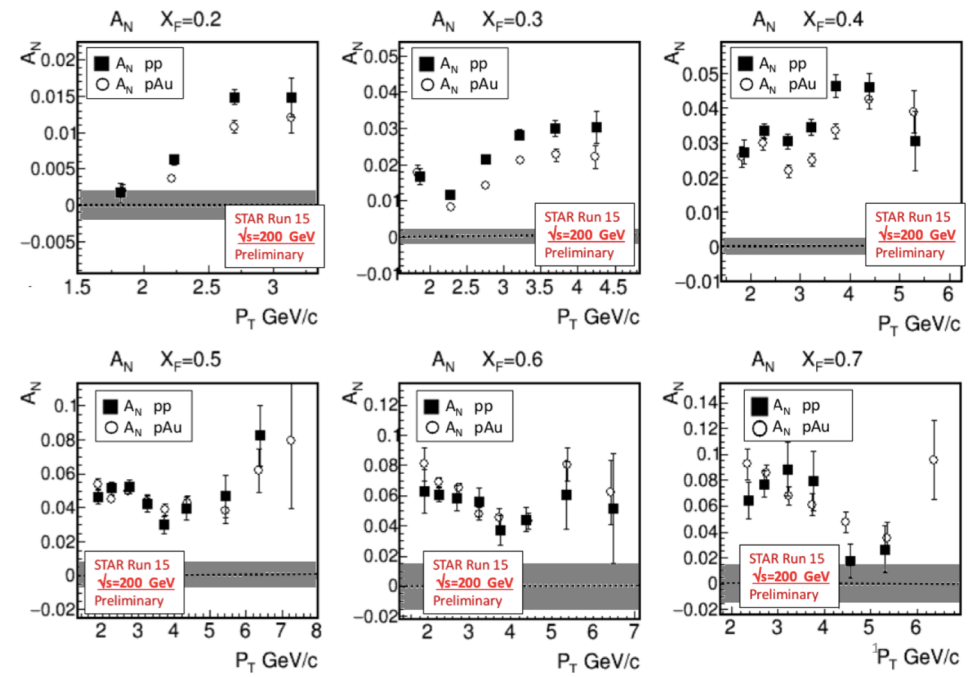 A_N X_F=0.2
A_N
0.02
0.015
0.01
0.005
0
−0.005
A_N pp
A_N pAu
STAR Run 15
√s=200 GeV
Preliminary
1.5 2 2.5 3
P_T GeV/c
A_N X_F=0.3
A_N
0.05
0.04
0.03
0.02
0.01
0
−0.01
A_N pp
A_N pAu
STAR Run 15
√s=200 GeV
Preliminary
2 2.5 3 3.5 4 4.5
P_T GeV/c
A_N X_F=0.4
A_N
0.05
0.04
0.03
0.02
0.01
0
−0.01
A_N pp
A_N pAu
STAR Run 15
√s=200 GeV
Preliminary
2 3 4 5 6
P_T GeV/c
A_N X_F=0.5
A_N
0.1
0.08
0.06
0.04
0.02
0
−0.02
A_N pp
A_N pAu
STAR Run 15
√s=200 GeV
Preliminary
2 3 4 5 6 7 8
P_T GeV/c
A_N X_F=0.6
A_N
0.12
0.1
0.08
0.06
0.04
0.02
0
−0.02
A_N pp
A_N pAu
STAR Run 15
√s=200 GeV
Preliminary
2 3 4 5 6 7
P_T GeV/c
A_N X_F=0.7
A_N
0.14
0.12
0.1
0.08
0.06
0.04
0.02
0
−0.02
A_N pp
A_N pAu
STAR Run 15
√s=200 GeV
Preliminary
2 3 4 5 6 7
1
P_T GeV/c